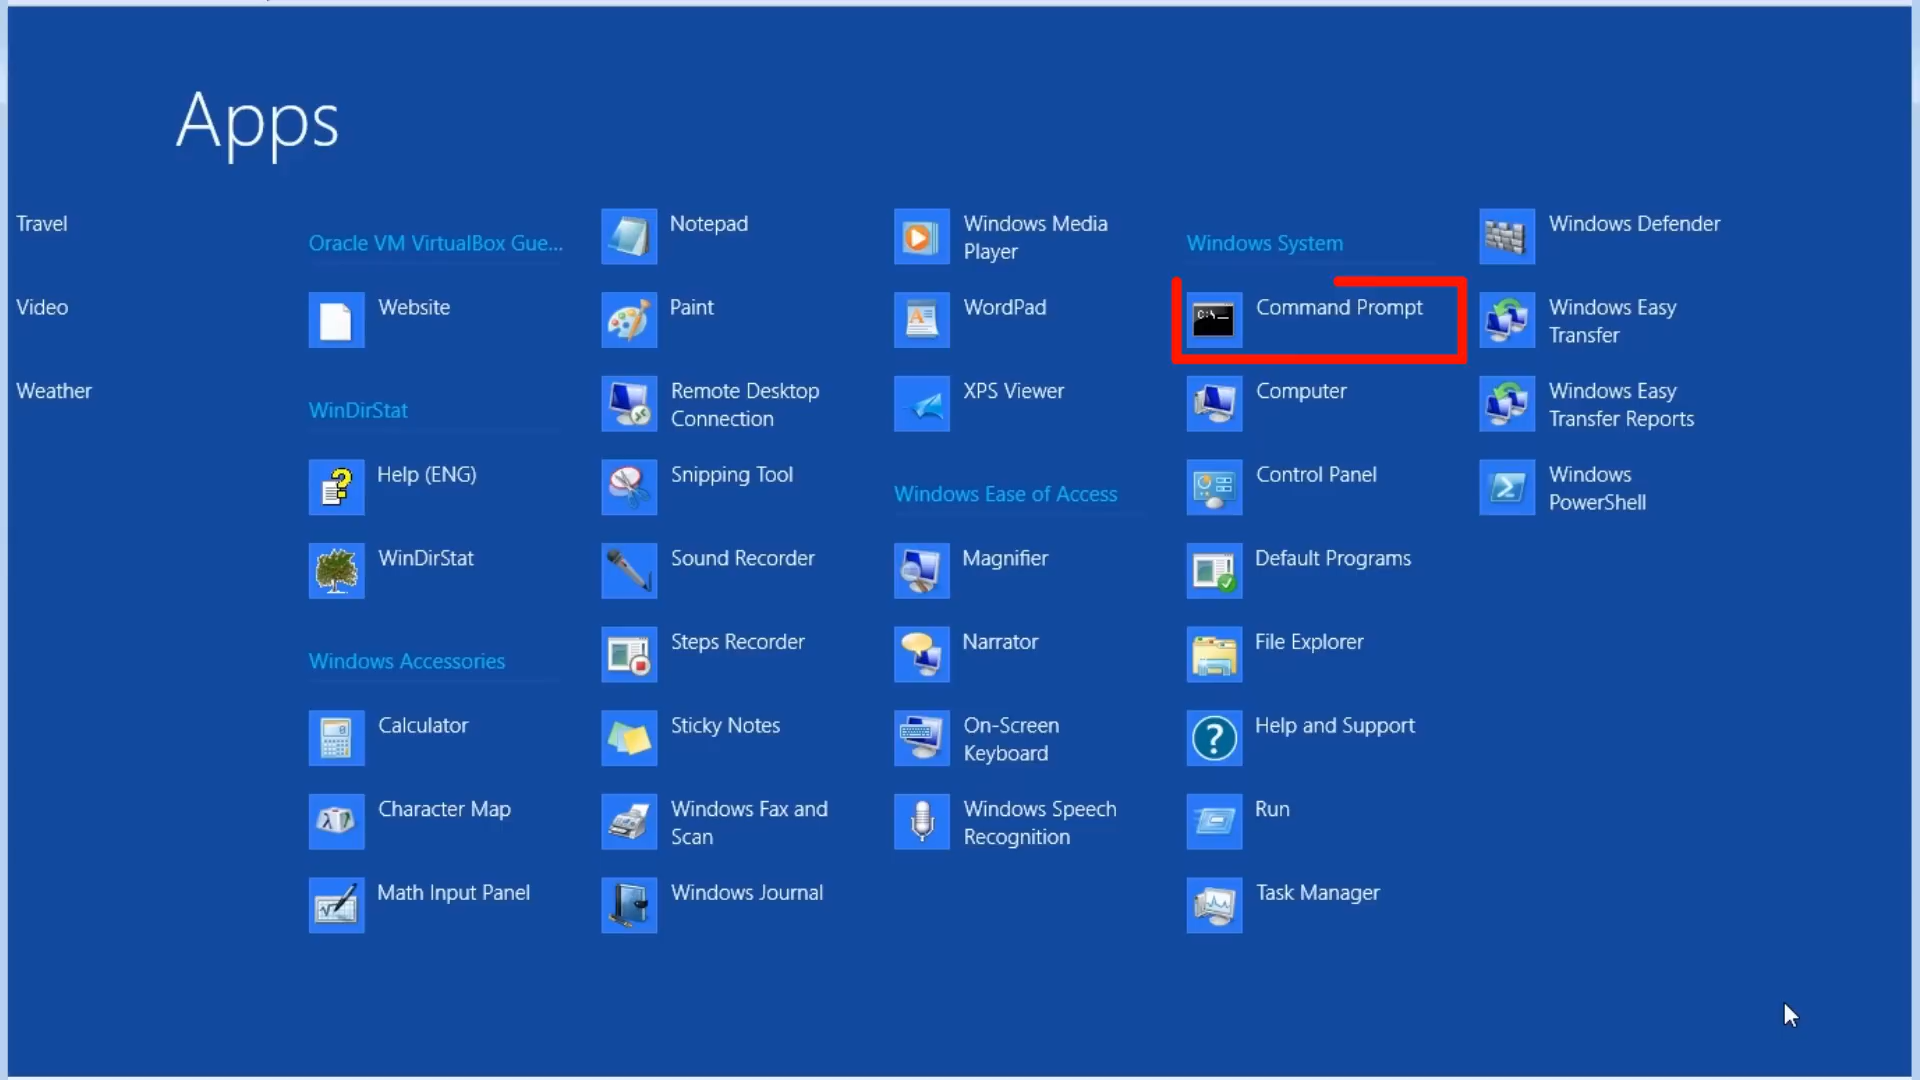 Apps
Travel
Video
Weather
Oracle VM VirtualBox Gue...
Website
WinDirStat
Help (ENG)
WinDirStat
Windows Accessories
Calculator
Character Map
Math Input Panel
Notepad
Paint
Remote Desktop
Connection
Snipping Tool
Sound Recorder
Steps Recorder
Sticky Notes
Windows Fax and
Scan
Windows Journal
Windows Media
Player
WordPad
XPS Viewer
Windows Ease of Access
Magnifier
Narrator
On-Screen
Keyboard
Windows Speech
Recognition
Windows System
C:\_
Command Prompt
Computer
Control Panel
Default Programs
File Explorer
Help and Support
Run
Task Manager
Windows Defender
Windows Easy
Transfer
Windows Easy
Transfer Reports
Windows
PowerShell